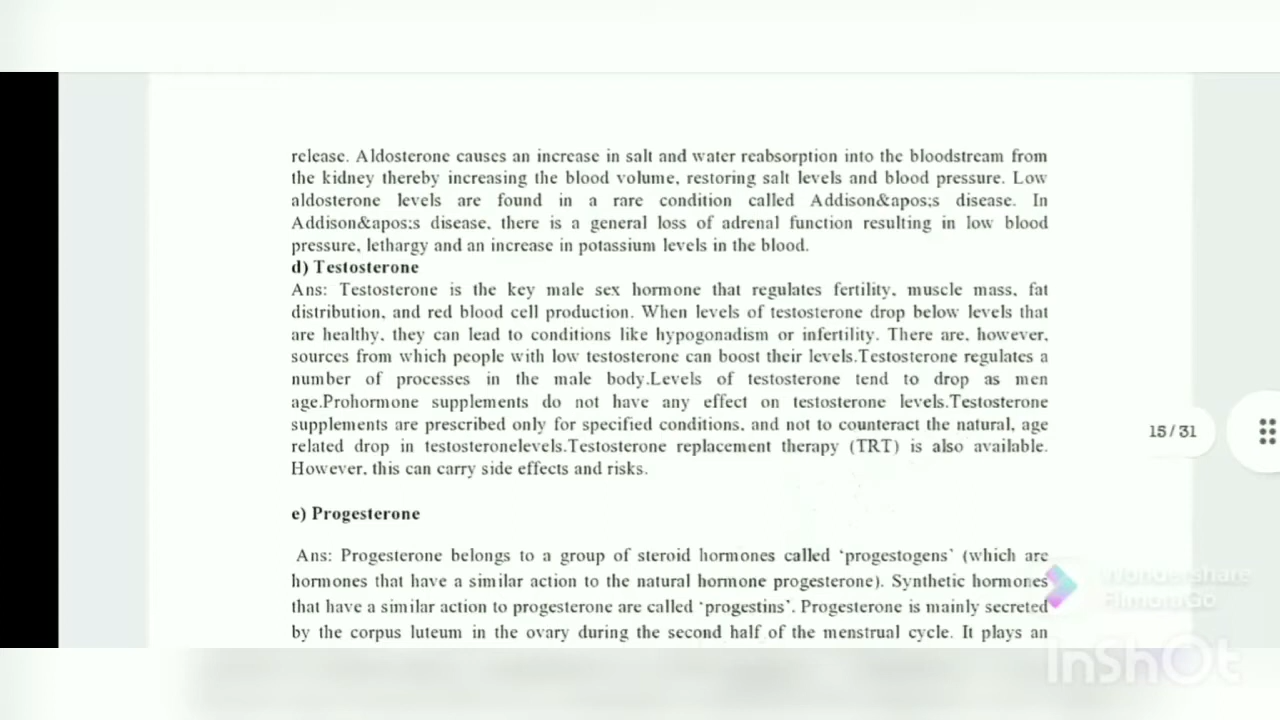 release. Aldosterone causes an increase in salt and water reabsorption into the bloodstream from
the kidney thereby increasing the blood volume, restoring salt levels and blood pressure. Low
aldosterone levels are found in a rare condition called Addison&apos;s disease. In
Addison&apos;s disease, there is a general loss of adrenal function resulting in low blood
pressure, lethargy and an increase in potassium levels in the blood.
d) Testosterone
Ans: Testosterone is the key male sex hormone that regulates fertility, muscle mass, fat
distribution, and red blood cell production. When levels of testosterone drop below levels that
are healthy, they can lead to conditions like hypogonadism or infertility. There are, however,
sources from which people with low testosterone can boost their levels.Testosterone regulates a
number of processes in the male body.Levels of testosterone tend to drop as men
age.Prohormone supplements do not have any effect on testosterone levels.Testosterone
supplements are prescribed only for specified conditions, and not to counteract the natural, age
related drop in testosteronelevels.Testosterone replacement therapy (TRT) is also available.
However, this can carry side effects and risks.
15 / 31
e) Progesterone
Ans: Progesterone belongs to a group of steroid hormones called ‘progestogens’ (which are
hormones that have a similar action to the natural hormone progesterone). Synthetic hormones
that have a similar action to progesterone are called ‘progestins’. Progesterone is mainly secreted
by the corpus luteum in the ovary during the second half of the menstrual cycle. It plays an
Wondershare
FilmoraGo
InShOt